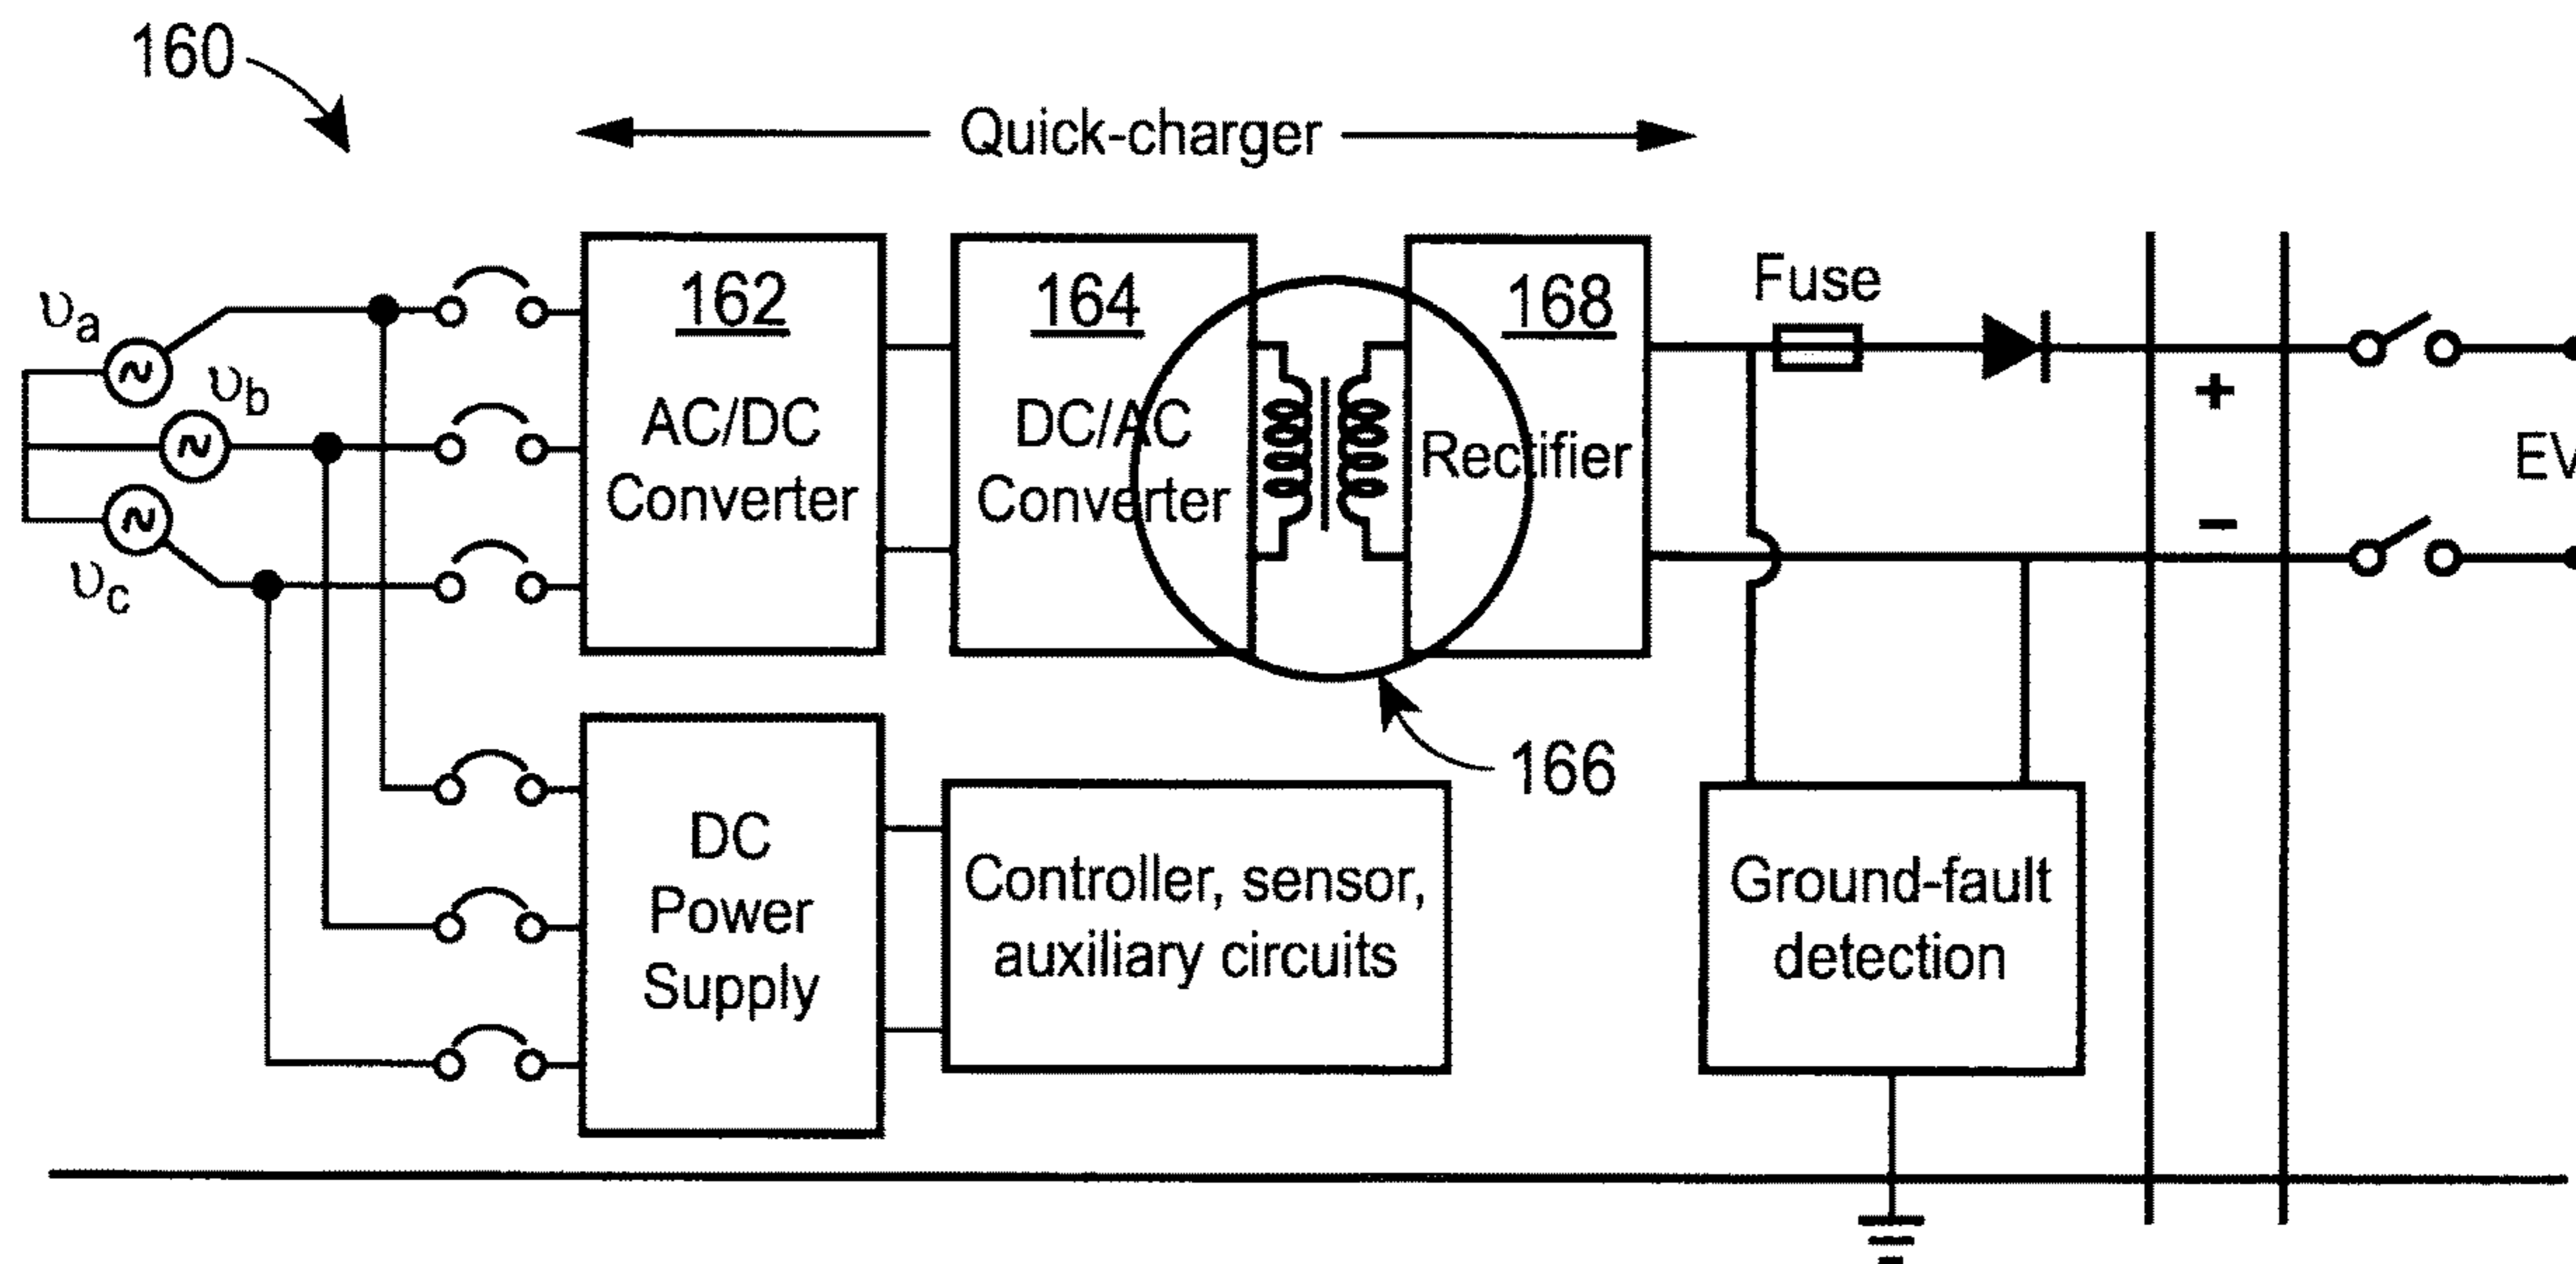 160
Quick-charger
υa
υb
υc
162
AC/DC
Converter
164
DC/AC
Converter
168
Rectifier
166
Fuse
+
−
EV
DC
Power
Supply
Controller, sensor,
auxiliary circuits
Ground-fault
detection